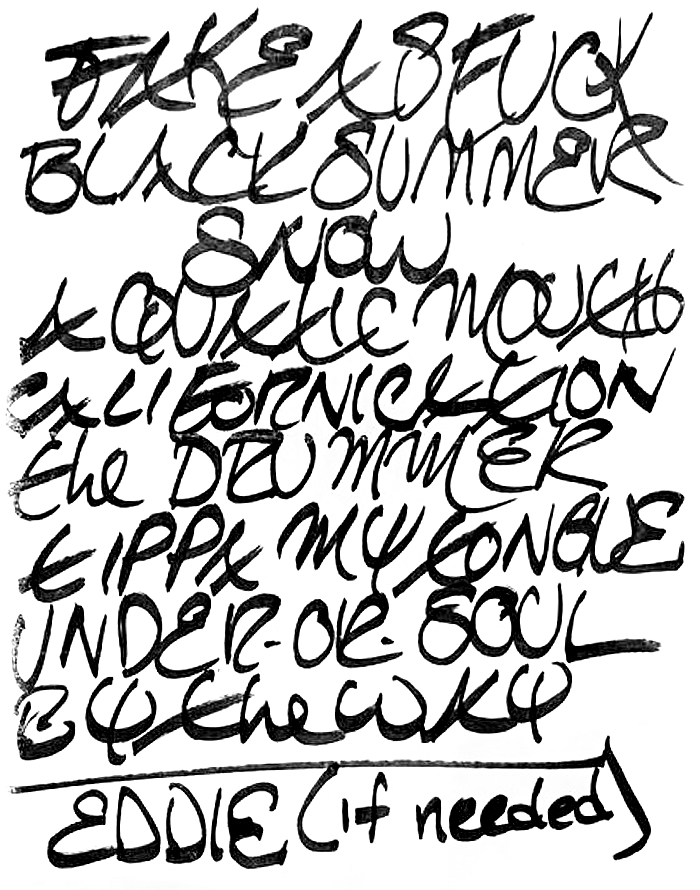 FAKE AS FUCK
BLACK SUMMER
SNOW
AQUATIC MOUTH
CALIFORNICATION
the DRUMMER
TIPPA MY TONGUE
UNDER-OR-SOUL
BY the WAY
EDDIE (if needed)